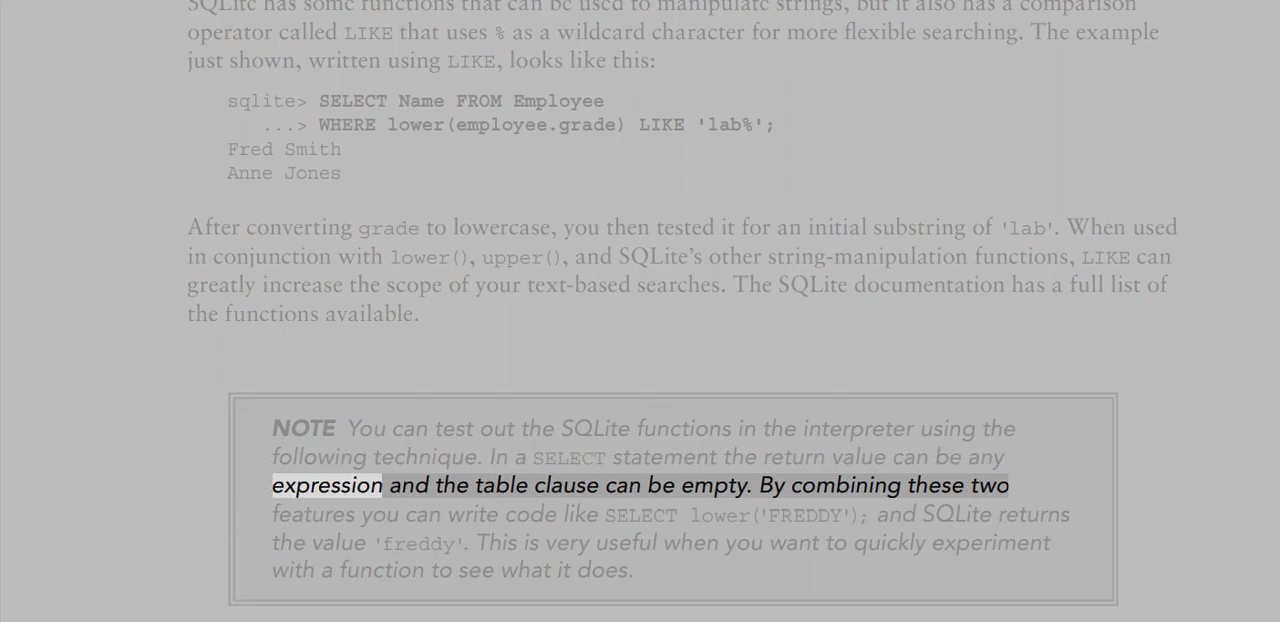 SQLite has some functions that can be used to manipulate strings, but it also has a comparison
operator called LIKE that uses % as a wildcard character for more flexible searching. The example
just shown, written using LIKE, looks like this:
sqlite> SELECT Name FROM Employee
...> WHERE lower(employee.grade) LIKE 'lab%';
Fred Smith
Anne Jones
After converting grade to lowercase, you then tested it for an initial substring of 'lab'. When used
in conjunction with lower(), upper(), and SQLite's other string-manipulation functions, LIKE can
greatly increase the scope of your text-based searches. The SQLite documentation has a full list of
the functions available.
NOTE You can test out the SQLite functions in the interpreter using the
following technique. In a SELECT statement the return value can be any
expression and the table clause can be empty. By combining these two
features you can write code like SELECT lower('FREDDY'); and SQLite returns
the value 'freddy'. This is very useful when you want to quickly experiment
with a function to see what it does.